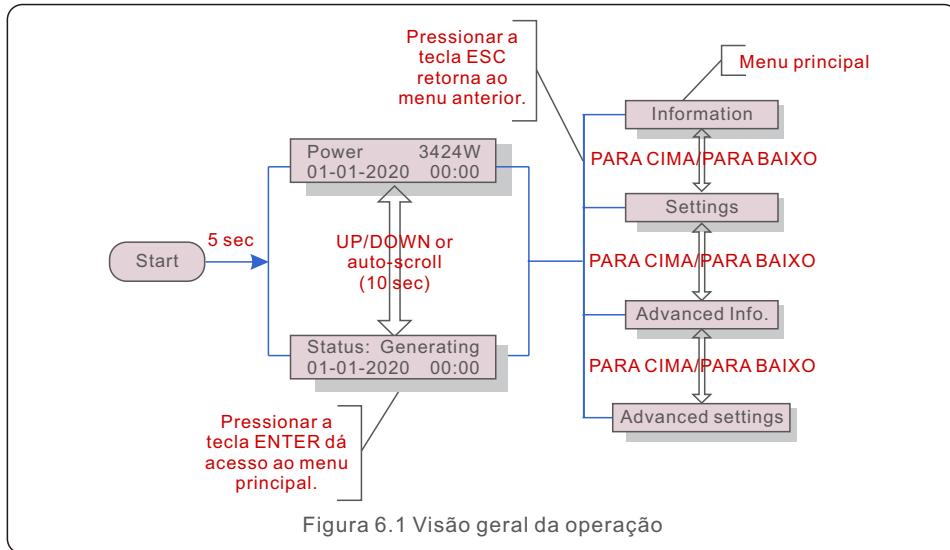 Pressionar a
tecla ESC
retorna ao
menu anterior.
Menu principal
Information
PARA CIMA/PARA BAIXO
Settings
PARA CIMA/PARA BAIXO
Advanced Info.
PARA CIMA/PARA BAIXO
Advanced settings
Power 3424W
01-01-2020 00:00
5 sec
Start
UP/DOWN or
auto-scroll
(10 sec)
Status: Generating
01-01-2020 00:00
Pressionar a
tecla ENTER dá
acesso ao menu
principal.
Figura 6.1 Visão geral da operação